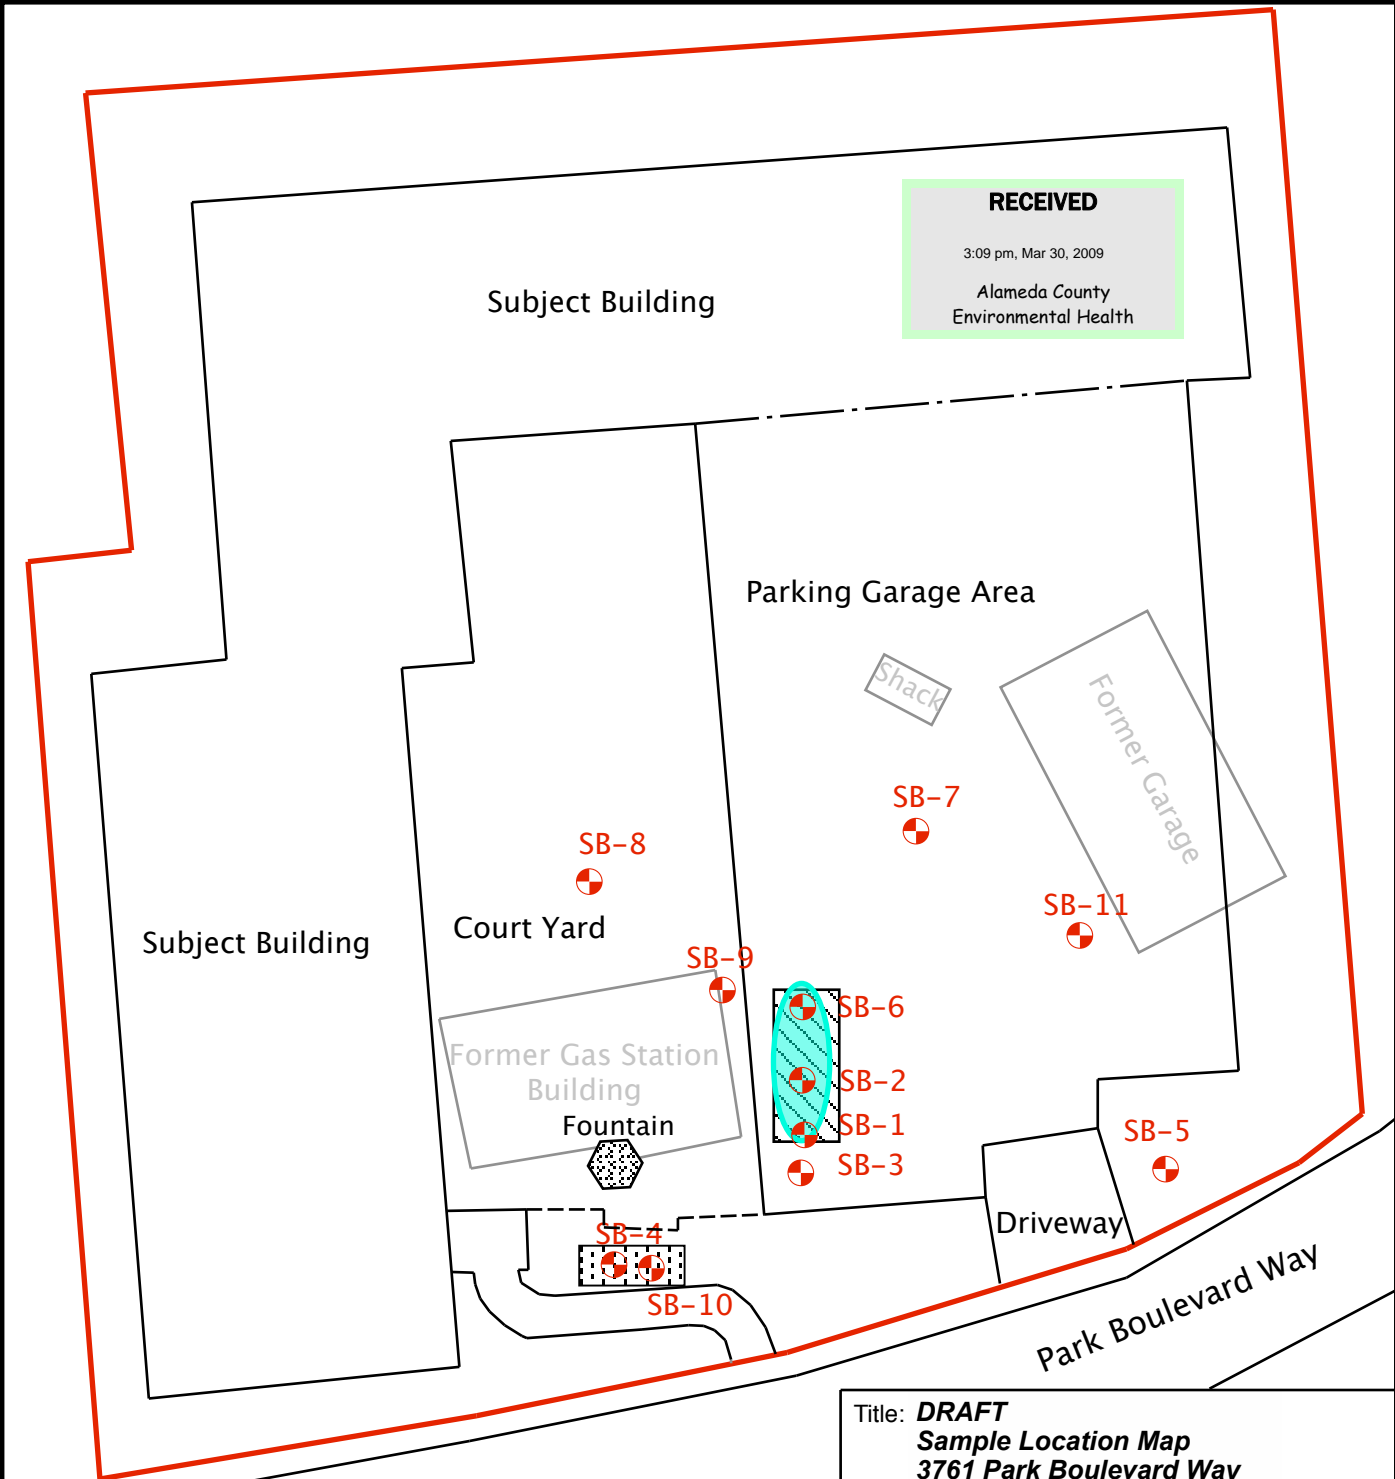 RECEIVED
3:09 pm, Mar 30, 2009
Alameda County
Environmental Health
Subject Building
Parking Garage Area
Shack
Former Garage
SB-7
SB-8
SB-11
Court Yard
Subject Building
SB-9
SB-6
Former Gas Station
Building
SB-2
Fountain
SB-1
SB-5
SB-3
Driveway
SB-4
SB-10
Park Boulevard Way
Title: DRAFT
Sample Location Map
3761 Park Boulevard Way